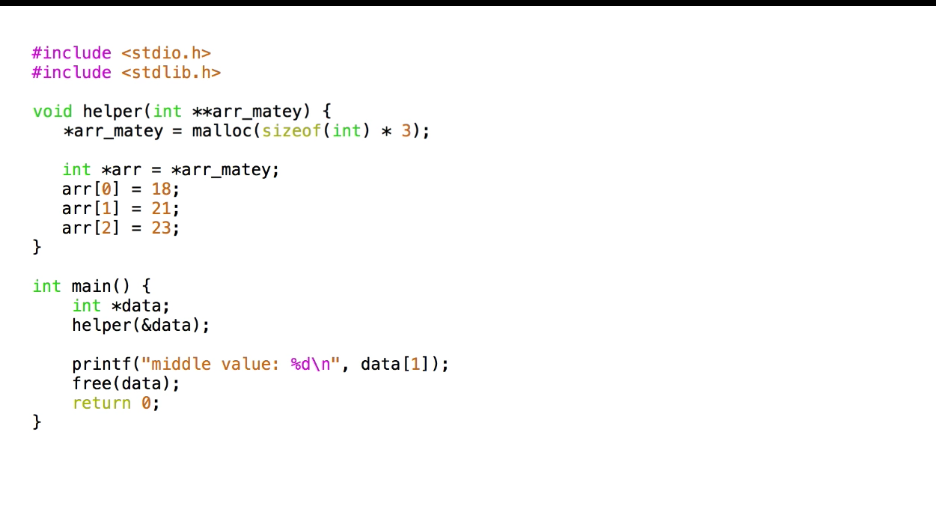 #include <stdio.h>
#include <stdlib.h>
void helper(int **arr_matey) {
*arr_matey = malloc(sizeof(int) * 3);
int *arr = *arr_matey;
arr[0] = 18;
arr[1] = 21;
arr[2] = 23;
}
int main() {
int *data;
helper(&data);
printf("middle value: %d\n", data[1]);
free(data);
return 0;
}